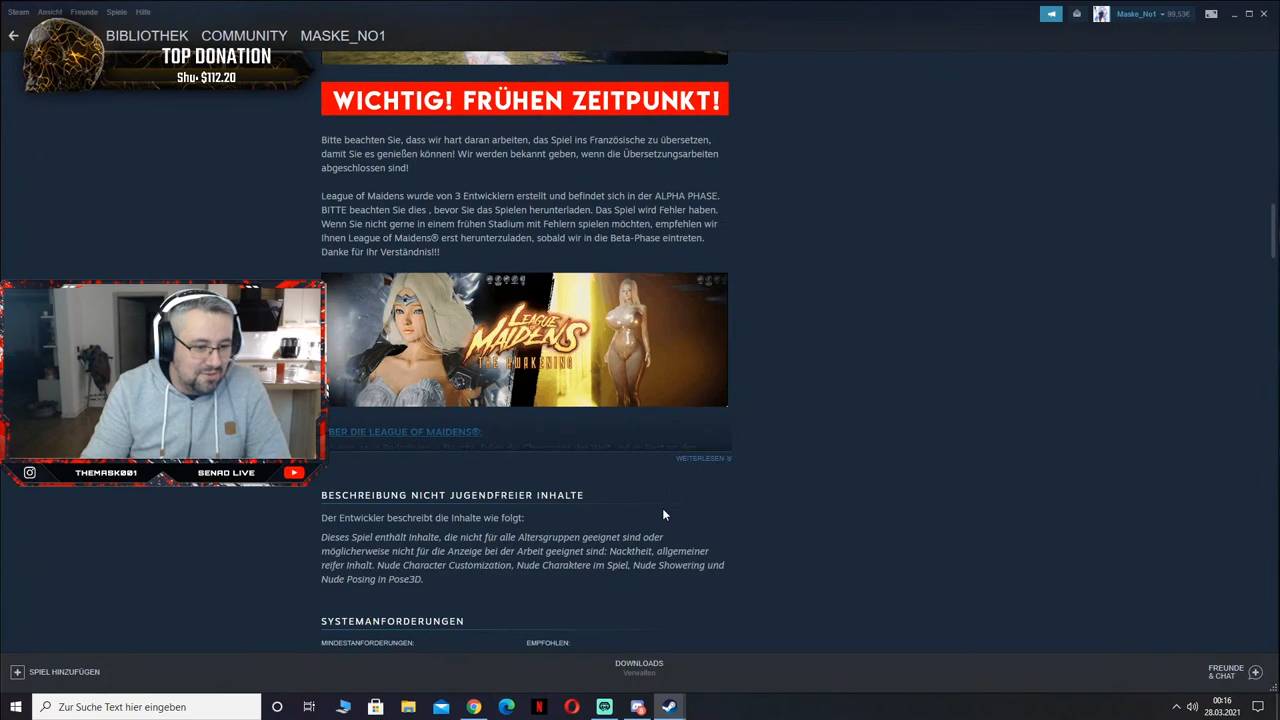 Steam Ansicht Freunde Spiele Hilfe
Maske_No1 99,53€
BIBLIOTHEK COMMUNITY MASKE_NO1
TOP DONATION
Shu• $112.20
WICHTIG! FRÜHEN ZEITPUNKT!
Bitte beachten Sie, dass wir hart daran arbeiten, das Spiel ins Französische zu übersetzen,
damit Sie es genießen können! Wir werden bekannt geben, wenn die Übersetzungsarbeiten
abgeschlossen sind!
League of Maidens wurde von 3 Entwicklern erstellt und befindet sich in der ALPHA PHASE.
BITTE beachten Sie dies , bevor Sie das Spielen herunterladen. Das Spiel wird Fehler haben.
Wenn Sie nicht gerne in einem frühen Stadium mit Fehlern spielen möchten, empfehlen wir
Ihnen League of Maidens® erst herunterzuladen, sobald wir in die Beta-Phase eintreten.
Danke für Ihr Verständnis!!!
LEAGUE OF
MAIDENS
THE AWAKENING
BER DIE LEAGUE OF MAIDENS®:
WEITERLESEN
THEMASK001 SENAD LIVE
BESCHREIBUNG NICHT JUGENDFREIER INHALTE
Der Entwickler beschreibt die Inhalte wie folgt:
Dieses Spiel enthält Inhalte, die nicht für alle Altersgruppen geeignet sind oder
möglicherweise nicht für die Anzeige bei der Arbeit geeignet sind: Nacktheit, allgemeiner
reifer Inhalt. Nude Character Customization, Nude Charaktere im Spiel, Nude Showering und
Nude Posing in Pose3D.
SYSTEMANFORDERUNGEN
MINDESTANFORDERUNGEN: EMPFOHLEN:
SPIEL HINZUFÜGEN
DOWNLOADS
Verwalten
FREUNDE
& CHAT
Zur Suche Text hier eingeben
00:16
28.03.2021